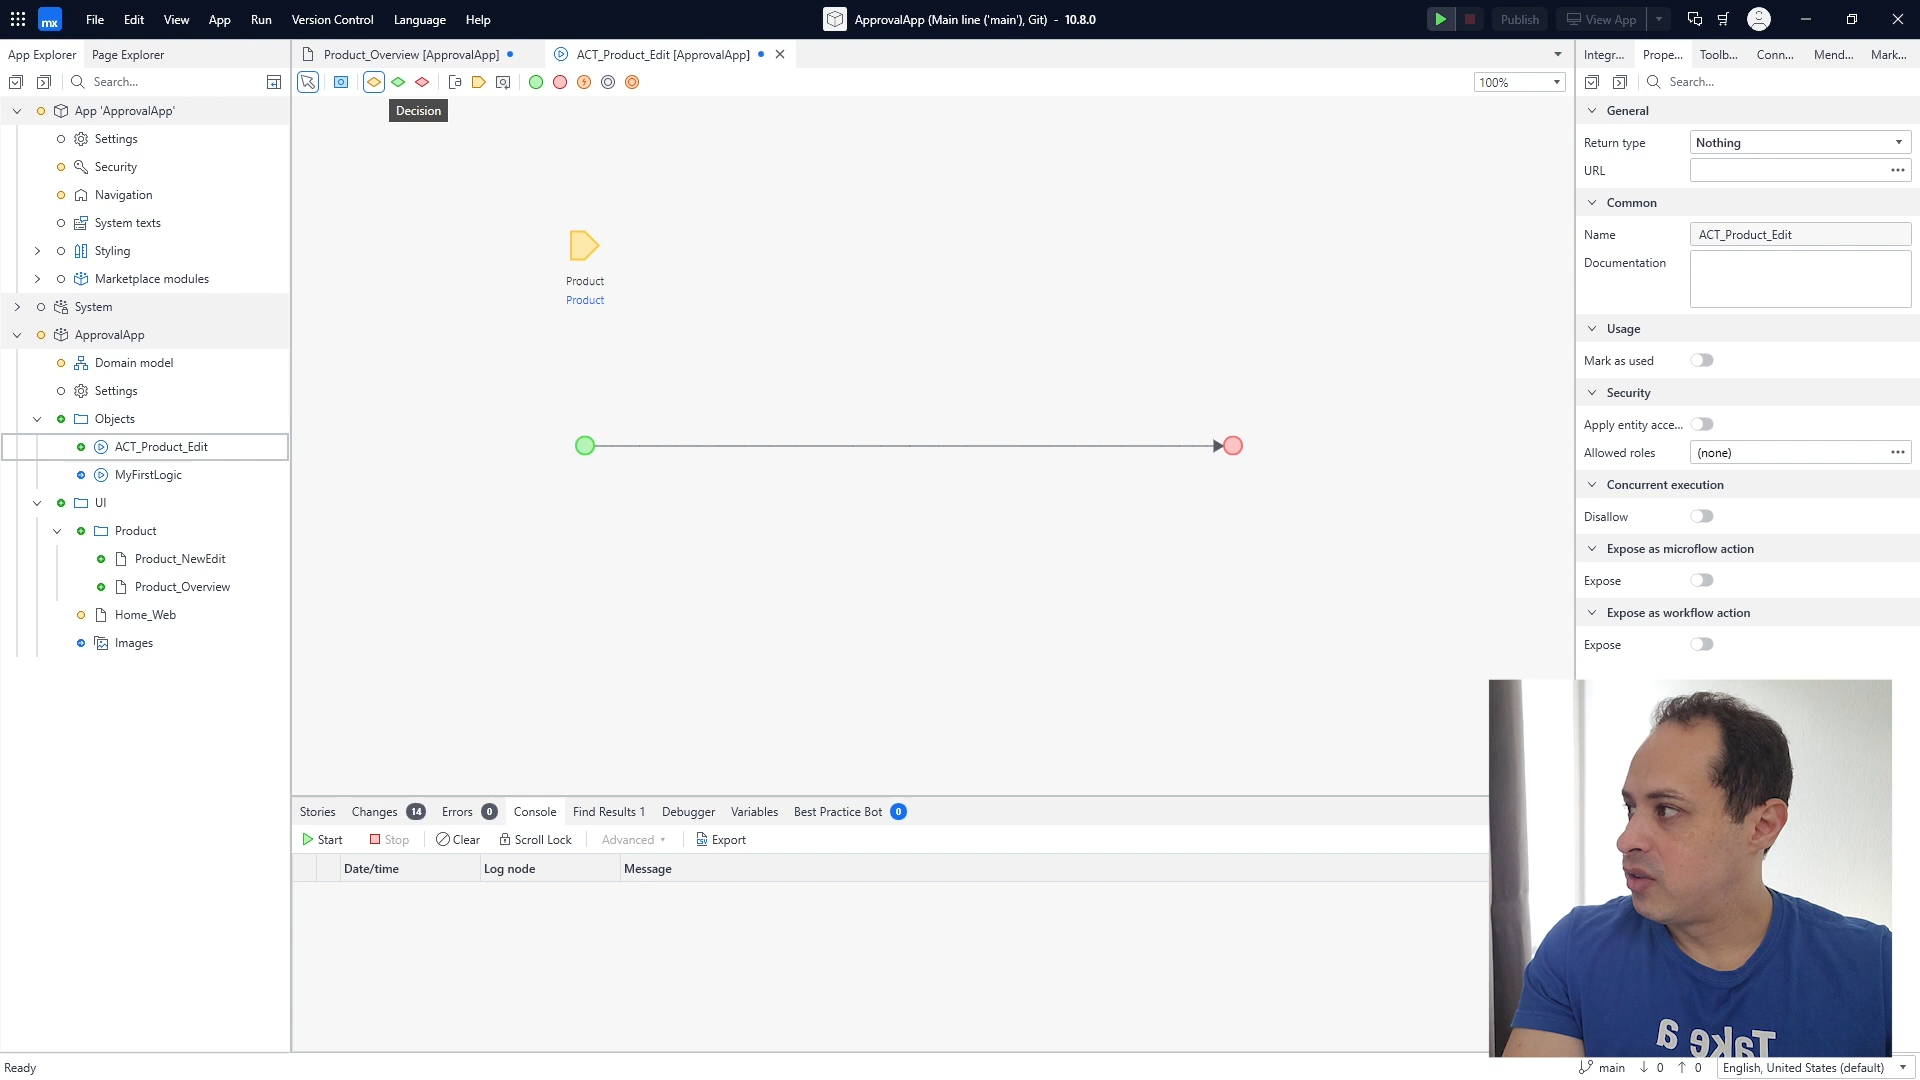 mx
File Edit View App Run Version Control Language Help
ApprovalApp (Main line ('main'), Git) - 10.8.0
Publish
View App
App Explorer Page Explorer
Search...
App 'ApprovalApp'
Settings
Security
Navigation
System texts
Styling
Marketplace modules
System
ApprovalApp
Domain model
Settings
Objects
ACT_Product_Edit
MyFirstLogic
UI
Product
Product_NewEdit
Product_Overview
Home_Web
Images
Product_Overview [ApprovalApp]
ACT_Product_Edit [ApprovalApp]
100%
Decision
Product
Product
Stories Changes 14 Errors 0 Console Find Results 1 Debugger Variables Best Practice Bot 0
Start Stop Clear Scroll Lock Advanced Export
Date/time Log node Message
Integr... Prope... Toolb... Conn... Mend... Mark...
Search...
General
Return type Nothing
URL
Common
Name ACT_Product_Edit
Documentation
Usage
Mark as used
Security
Apply entity acce...
Allowed roles (none)
Concurrent execution
Disallow
Expose as microflow action
Expose
Expose as workflow action
Expose
Take a
Ready
main 0 0 English, United States (default)